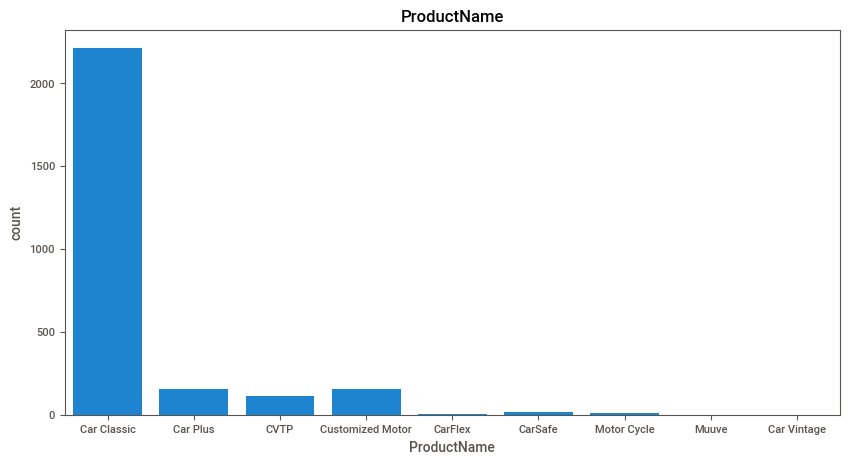 ProductName
2000
1500
1000
500
0
count
Car Classic Car Plus CVTP Customized Motor CarFlex CarSafe Motor Cycle Muuve Car Vintage
ProductName